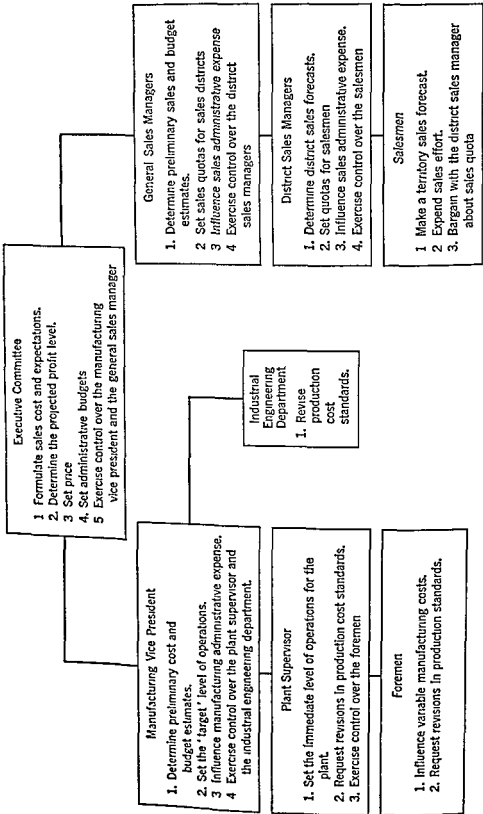 Executive Committee
1 Formulate sales cost and expectations.
2. Determine the projected profit level.
3 Set price
4. Set administrative budgets
5 Exercise control over the manufacturing
vice president and the general sales manager
Manufacturing Vice President
1. Determine preliminary cost and
budget estimates.
2. Set the 'target' level of operations.
3 Influence manufacturing administrative expense.
4 Exercise control over the plant supervisor and
the industrial engineering department.
Plant Supervisor
1. Set the immediate level of operations for the
plant.
2. Request revisions in production cost standards.
3. Exercise control over the foremen
Foremen
1. Influence variable manufacturing costs.
2. Request revisions in production standards.
Industrial
Engineering
Department
1. Revise
production
cost
standards.
General Sales Managers
1. Determine preliminary sales and budget
estimates.
2 Set sales quotas for sales districts
3 Influence sales administrative expense
4 Exercise control over the district
sales managers
District Sales Managers
1. Determine district sales forecasts.
2. Set quotas for salesmen
3. Influence sales administrative expense.
4. Exercise control over the salesmen
Salesmen
1 Make a territory sales forecast.
2 Expend sales effort.
3. Bargain with the district sales manager
about sales quota